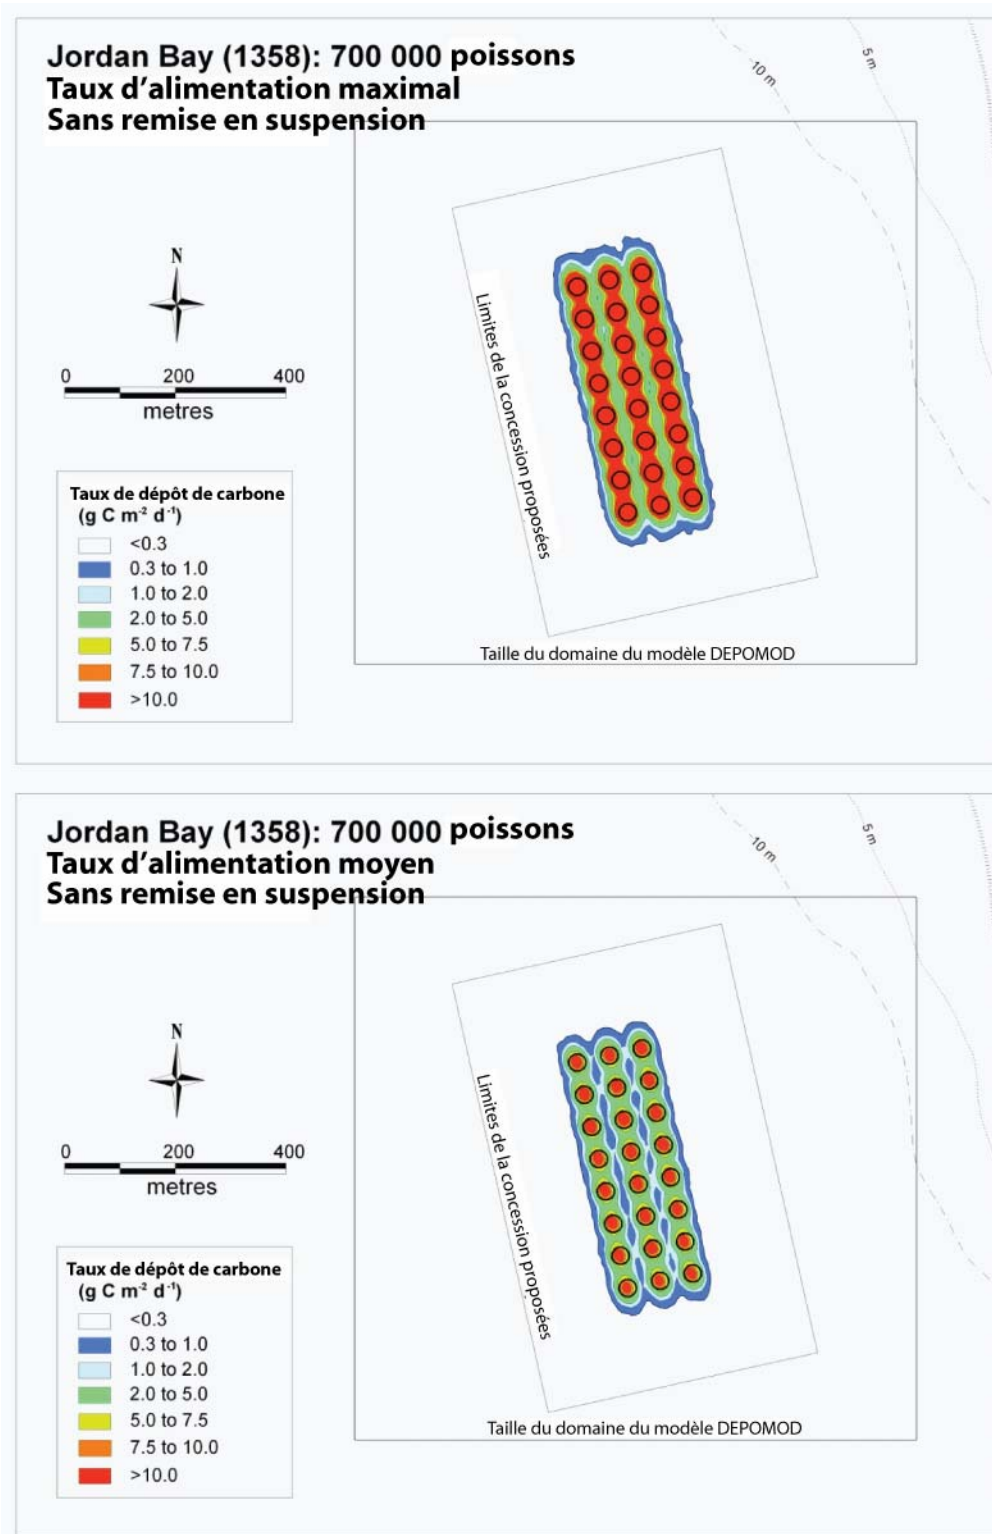 Jordan Bay (1358): 700 000 poissons
Taux d’alimentation maximal
Sans remise en suspension
10 m
5 m
N
0 200 400
metres
Limites de la concession proposées
Taux de dépôt de carbone
(g C m⁻² d⁻¹)
<0.3
0.3 to 1.0
1.0 to 2.0
2.0 to 5.0
5.0 to 7.5
7.5 to 10.0
>10.0
Taille du domaine du modèle DEPOMOD
Jordan Bay (1358): 700 000 poissons
Taux d’alimentation moyen
Sans remise en suspension
10 m
5 m
N
0 200 400
metres
Limites de la concession proposées
Taux de dépôt de carbone
(g C m⁻² d⁻¹)
<0.3
0.3 to 1.0
1.0 to 2.0
2.0 to 5.0
5.0 to 7.5
7.5 to 10.0
>10.0
Taille du domaine du modèle DEPOMOD